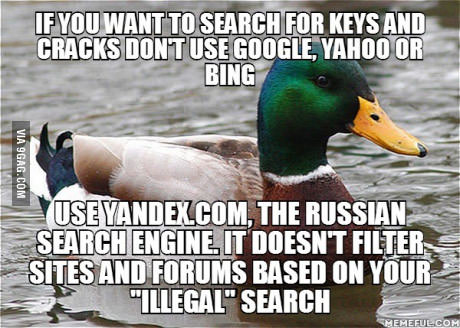 IF YOU WANT TO SEARCH FOR KEYS AND
CRACKS DON'T USE GOOGLE, YAHOO OR
BING
VIA 9GAG.COM
USE YANDEX.COM, THE RUSSIAN
SEARCH ENGINE. IT DOESN'T FILTER
SITES AND FORUMS BASED ON YOUR
"ILLEGAL" SEARCH
MEMEFUL.COM